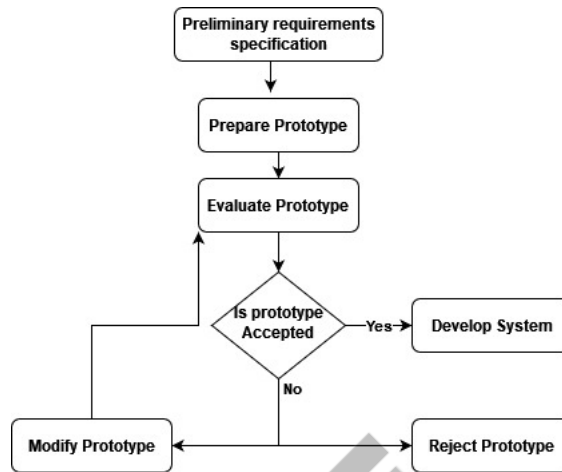 Preliminary requirements
specification
Prepare Prototype
Evaluate Prototype
Is prototype
Accepted
Yes
Develop System
No
Modify Prototype
Reject Prototype